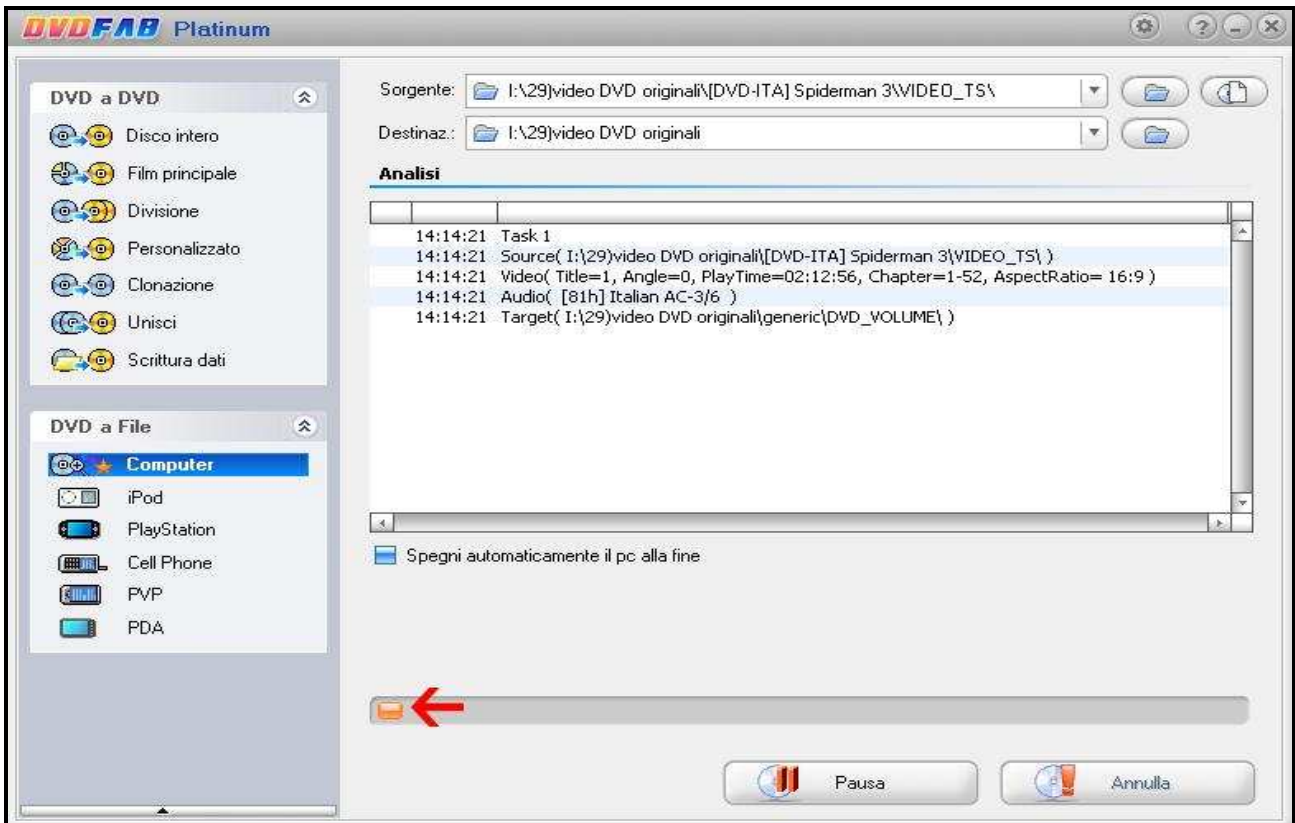 DVDFAB Platinum
DVD a DVD
Disco intero
Film principale
Divisione
Personalizzato
Clonazione
Unisci
Scrittura dati
DVD a File
Computer
iPod
PlayStation
Cell Phone
PVP
PDA
Sorgente: I:\29)video DVD originali\[DVD-ITA] Spiderman 3\VIDEO_TS\
Destinaz.: I:\29)video DVD originali
Analisi
14:14:21 Task 1
14:14:21 Source( I:\29)video DVD originali\[DVD-ITA] Spiderman 3\VIDEO_TS\ )
14:14:21 Video( Title=1, Angle=0, PlayTime=02:12:56, Chapter=1-52, AspectRatio= 16:9 )
14:14:21 Audio( [81h] Italian AC-3/6 )
14:14:21 Target( I:\29)video DVD originali\generic\DVD_VOLUME\ )
Spegni automaticamente il pc alla fine
Pausa
Annulla